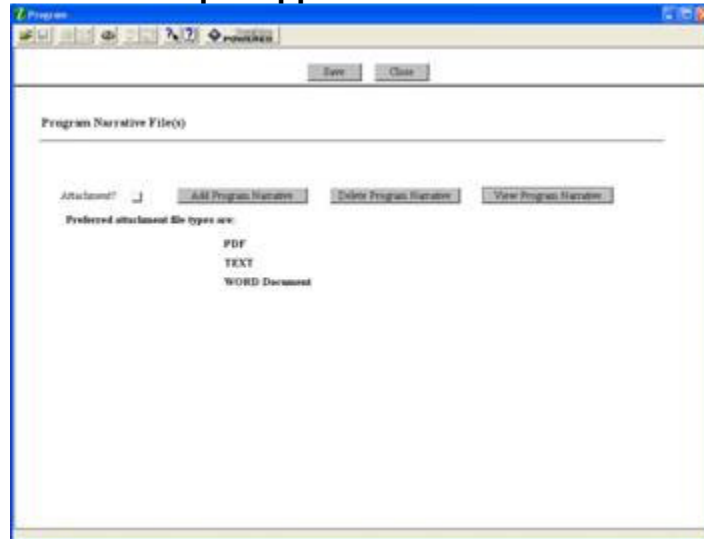 Program
POWERED
Save Close
Program Narrative File(s)
Attachment? Add Program Narrative Delete Program Narrative View Program Narrative
Preferred attachment file types are:
PDF
TEXT
WORD Document